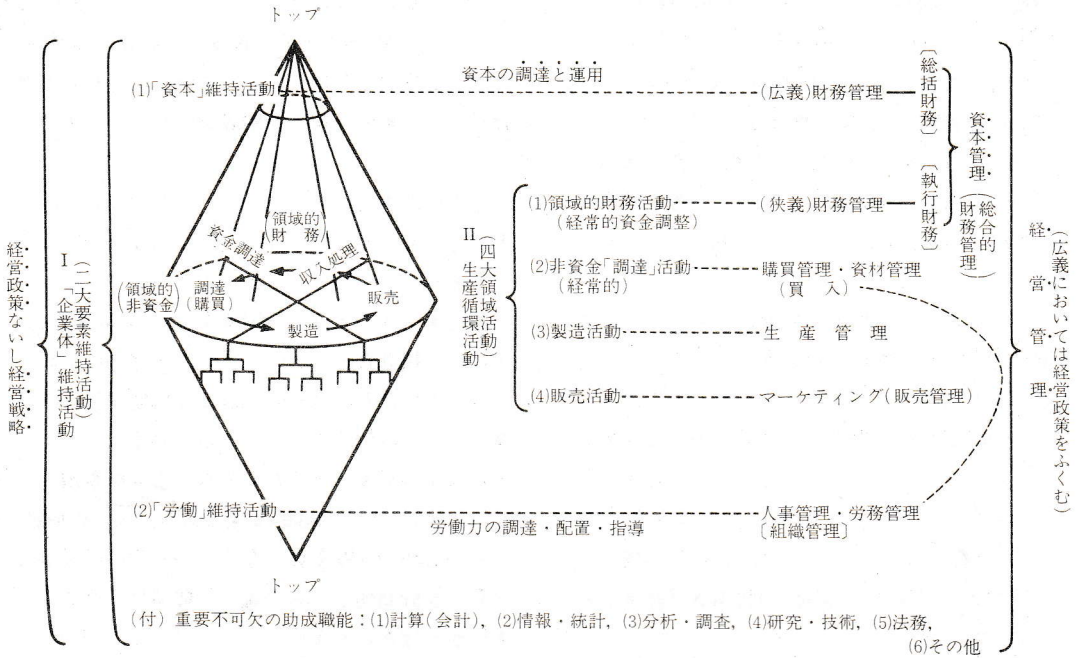 トップ
(1)「資本」維持活動
資本の調達と運用
(広義)財務管理
〔総括財務〕
〔執行財務〕
資本管理
(総合的
財務管理)
(1)領域的財務活動
(経常的資金調整)
(狭義)財務管理
(2)非資金「調達」活動
(経常的)
購買管理・資材管理
(買入)
(3)製造活動
生産管理
(4)販売活動
マーケティング(販売管理)
II(四大領域活動)
生産循環活動
(領域的
財務)
資金調達
収入処理
(領域的
非資金)
調達
(購買)
販売
製造
経営政策ないし経営戦略
I(二大要素維持活動)
「企業体」維持活動
経営管理
(広義においては経営政策をふくむ)
(2)「労働」維持活動
労働力の調達・配置・指導
人事管理・労務管理
〔組織管理〕
トップ
(付) 重要不可欠の助成職能:(1)計算(会計), (2)情報・統計, (3)分析・調査, (4)研究・技術, (5)法務,
(6)その他